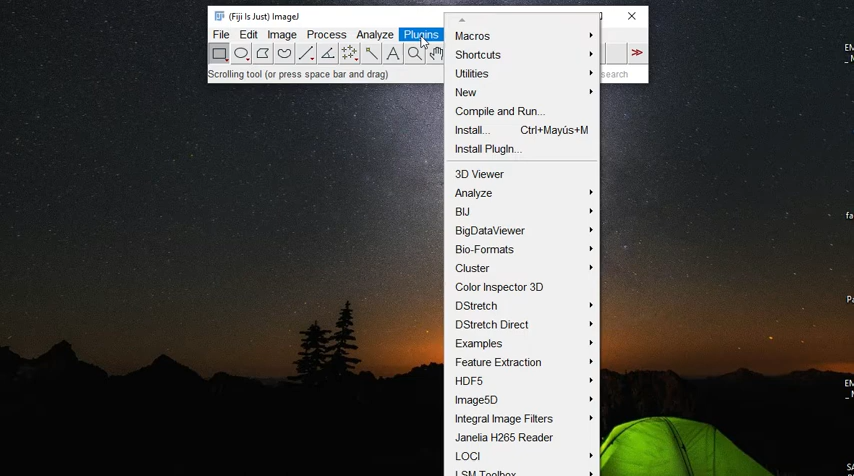 (Fiji Is Just) ImageJ
File Edit Image Process Analyze Plugins
Scrolling tool (or press space bar and drag)
search
Macros
Shortcuts
Utilities
New
Compile and Run...
Install... Ctrl+Mayús+M
Install PlugIn...
3D Viewer
Analyze
BIJ
BigDataViewer
Bio-Formats
Cluster
Color Inspector 3D
DStretch
DStretch Direct
Examples
Feature Extraction
HDF5
Image5D
Integral Image Filters
Janelia H265 Reader
LOCI
LSM Toolbox